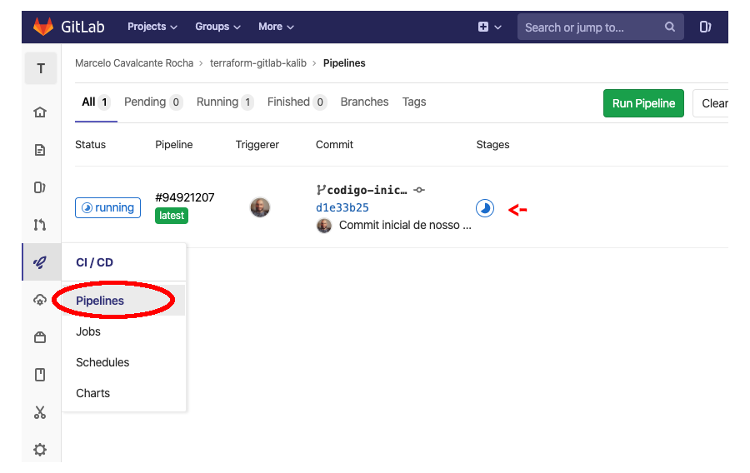 GitLab Projects Groups More Search or jump to...
T
Marcelo Cavalcante Rocha > terraform-gitlab-kalib > Pipelines
All 1 Pending 0 Running 1 Finished 0 Branches Tags Run Pipeline Clear
Status Pipeline Triggerer Commit Stages
running
#94921207
latest
codigo-inic...
d1e33b25
Commit inicial de nosso ...
<-
CI / CD
Pipelines
Jobs
Schedules
Charts